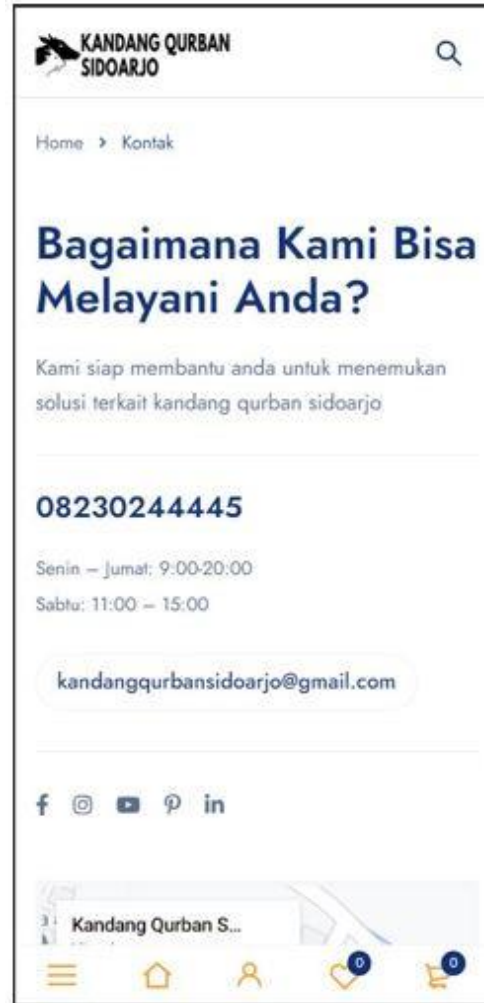 KANDANG QURBAN
SIDOARJO
Home > Kontak
Bagaimana Kami Bisa
Melayani Anda?
Kami siap membantu anda untuk menemukan
solusi terkait kandang qurban sidoarjo
08230244445
Senin – Jumat: 9:00-20:00
Sabtu: 11:00 – 15:00
kandangqurbansidoarjo@gmail.com
Kandang Qurban S...
0
0